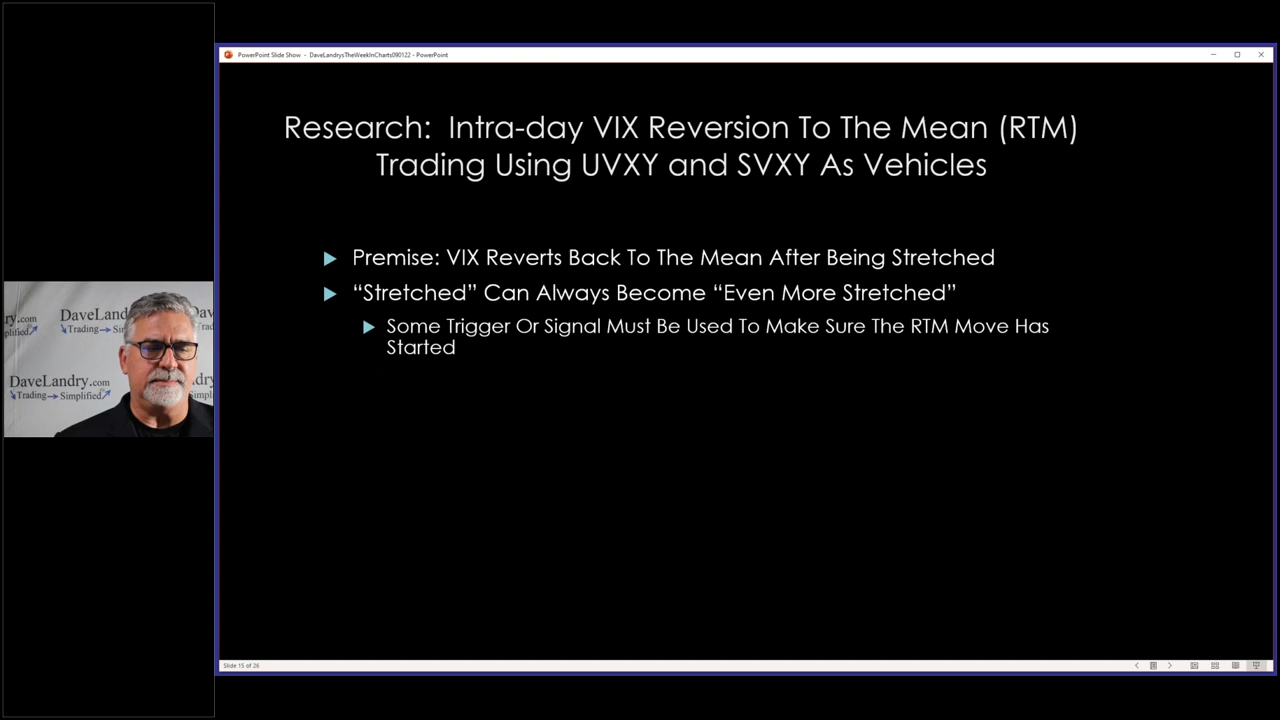 PowerPoint Slide Show - DaveLandrysTheWeekInCharts090122 - PowerPoint
Research: Intra-day VIX Reversion To The Mean (RTM)
Trading Using UVXY and SVXY As Vehicles
Premise: VIX Reverts Back To The Mean After Being Stretched
“Stretched” Can Always Become “Even More Stretched”
Some Trigger Or Signal Must Be Used To Make Sure The RTM Move Has
Started
DaveLandry.com
Trading Simplified
Slide 15 of 26